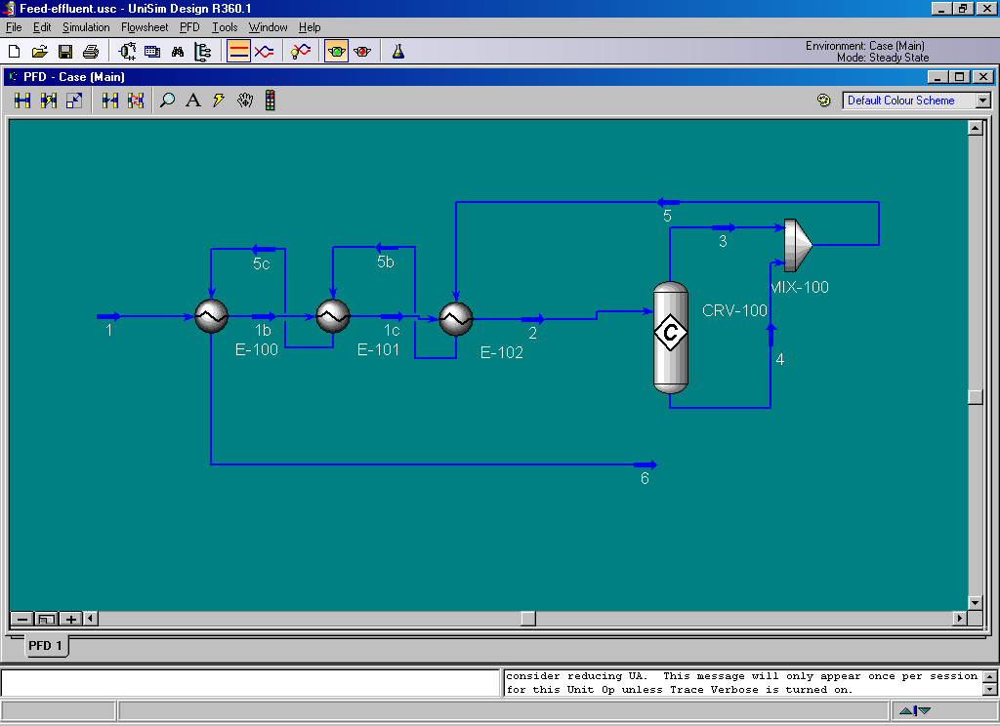 Feed-effluent.usc - UniSim Design R360.1
File Edit Simulation Flowsheet PFD Tools Window Help
Environment: Case (Main)
Mode: Steady State
PFD - Case (Main)
A
Default Colour Scheme
5
3
5c
5b
MIX-100
CRV-100
1
1b
1c
2
C
E-100
E-101
E-102
4
6
PFD 1
consider reducing UA. This message will only appear once per session
for this Unit Op unless Trace Verbose is turned on.